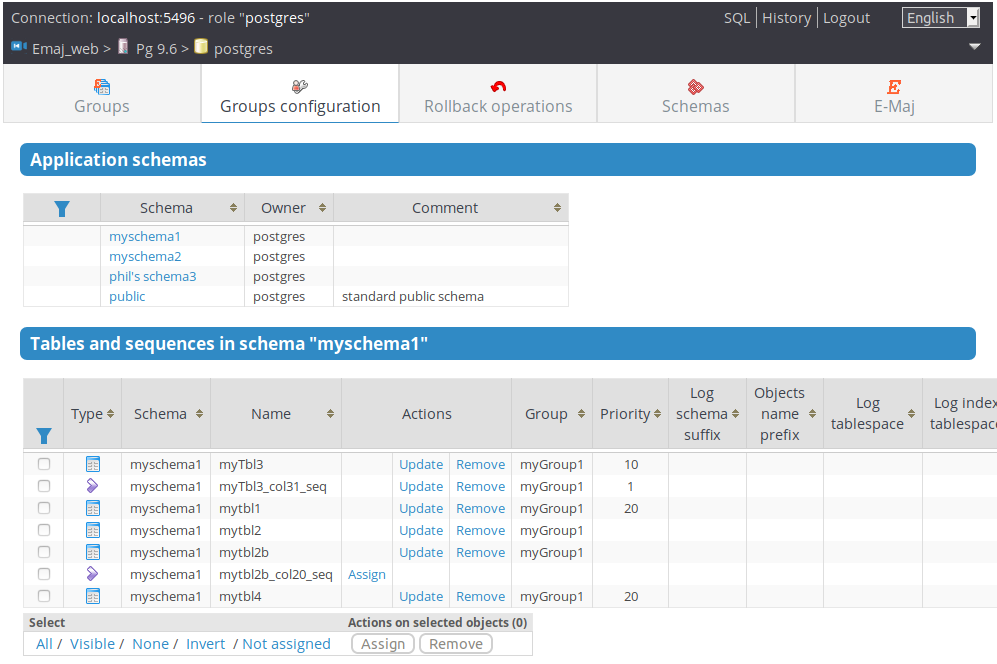 Connection: localhost:5496 - role "postgres" SQL History Logout English
Emaj_web > Pg 9.6 > postgres
Groups Groups configuration Rollback operations Schemas E-Maj
Application schemas
Schema Owner Comment
myschema1 postgres
myschema2 postgres
phil's schema3 postgres
public postgres standard public schema
Tables and sequences in schema "myschema1"
Type Schema Name Actions Group Priority Log schema suffix Objects name prefix Log tablespace Log index tablespace
myschema1 myTbl3 Update Remove myGroup1 10
myschema1 myTbl3_col31_seq Update Remove myGroup1 1
myschema1 mytbl1 Update Remove myGroup1 20
myschema1 mytbl2 Update Remove myGroup1
myschema1 mytbl2b Update Remove myGroup1
myschema1 mytbl2b_col20_seq Assign
myschema1 mytbl4 Update Remove myGroup1 20
Select Actions on selected objects (0)
All / Visible / None / Invert / Not assigned Assign Remove